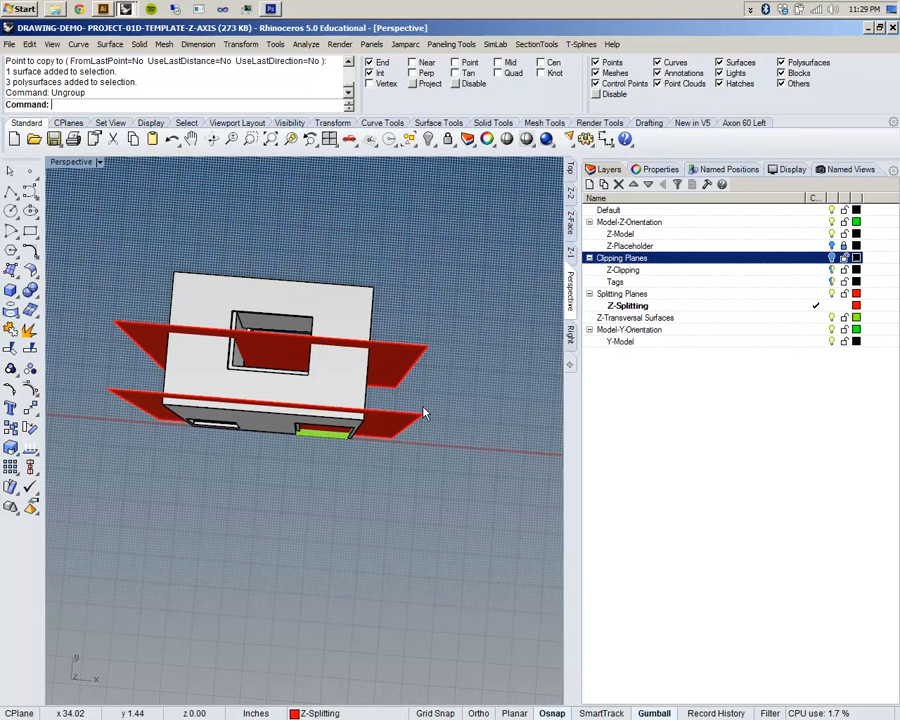 Start
11:29 PM
DRAWING-DEMO- PROJECT-01D-TEMPLATE-Z-AXIS (273 KB) - Rhinoceros 5.0 Educational - [Perspective]
File Edit View Curve Surface Solid Mesh Dimension Transform Tools Analyze Render Panels Jamparc Paneling Tools SimLab SectionTools T-Splines Help
Point to copy to ( FromLastPoint=No UseLastDistance=No UseLastDirection=No ):
1 surface added to selection.
3 polysurfaces added to selection.
Command: Ungroup
Command:
End Near Point Mid Cen
Int Perp Tan Quad Knot
Vertex Project Disable
Points Curves Surfaces Polysurfaces
Meshes Annotations Lights Blocks
Control Points Point Clouds Hatches Others
Disable
Standard CPlanes Set View Display Select Viewport Layout Visibility Transform Curve Tools Surface Tools Solid Tools Mesh Tools Render Tools Drafting New in V5 Axon 60 Left
Perspective
Top
Z-2
Z-Face
Z-1
Perspective
Right
Layers Properties Named Positions Display Named Views
Name C...
Default
Model-Z-Orientation
Z-Model
Z-Placeholder
Clipping Planes
Z-Clipping
Tags
Splitting Planes
Z-Splitting
Z-Transversal Surfaces
Model-Y-Orientation
Y-Model
y
z x
CPlane x 34.02 y 1.44 z 0.00 Inches Z-Splitting Grid Snap Ortho Planar Osnap SmartTrack Gumball Record History Filter CPU use: 1.7 %